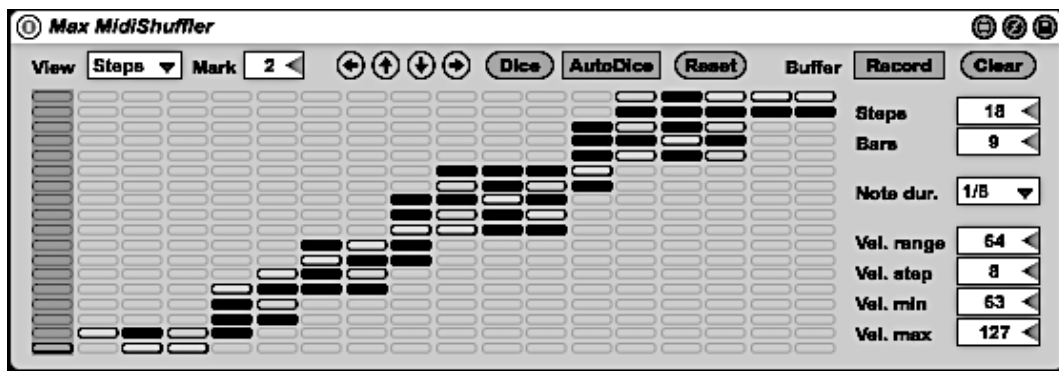 Max MidiShuffler
View Steps Mark 2 Dice AutoDice Reset Buffer Record Clear
Steps 18
Bars 9
Note dur. 1/8
Vel. range 64
Vel. step 8
Vel. min 63
Vel. max 127